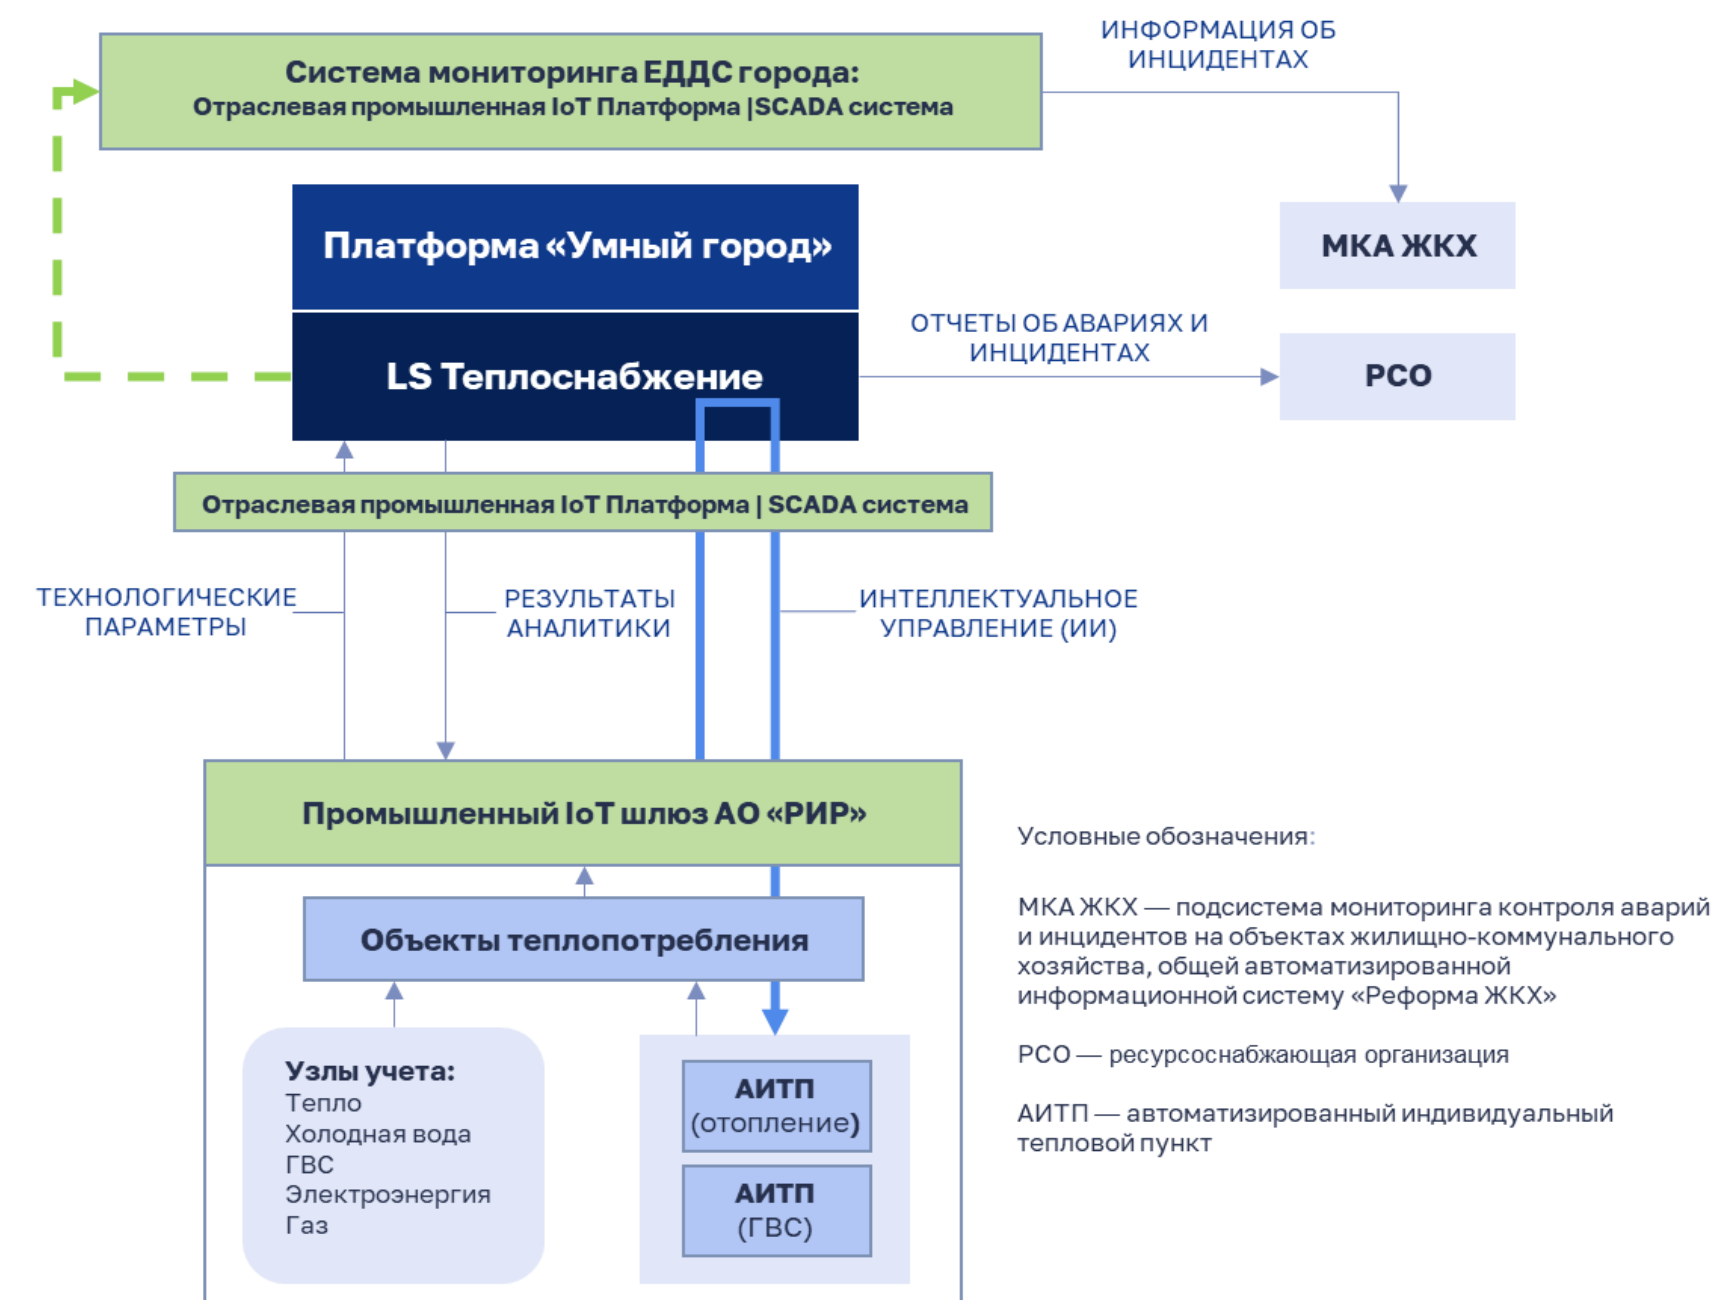 ИНФОРМАЦИЯ ОБ
ИНЦИДЕНТАХ
Система мониторинга ЕДДС города:
Отраслевая промышленная IoT Платформа |SCADA система
Платформа «Умный город»
МКА ЖКХ
ОТЧЕТЫ ОБ АВАРИЯХ И
ИНЦИДЕНТАХ
LS Теплоснабжение
РСО
Отраслевая промышленная IoT Платформа | SCADA система
ТЕХНОЛОГИЧЕСКИЕ
ПАРАМЕТРЫ
РЕЗУЛЬТАТЫ
АНАЛИТИКИ
ИНТЕЛЛЕКТУАЛЬНОЕ
УПРАВЛЕНИЕ (ИИ)
Промышленный IoT шлюз АО «РИР»
Объекты теплопотребления
Узлы учета:
Тепло
Холодная вода
ГВС
Электроэнергия
Газ
АИТП
(отопление)
АИТП
(ГВС)
Условные обозначения:
МКА ЖКХ — подсистема мониторинга контроля аварий
и инцидентов на объектах жилищно-коммунального
хозяйства, общей автоматизированной
информационной систему «Реформа ЖКХ»
РСО — ресурсоснабжающая организация
АИТП — автоматизированный индивидуальный
тепловой пункт